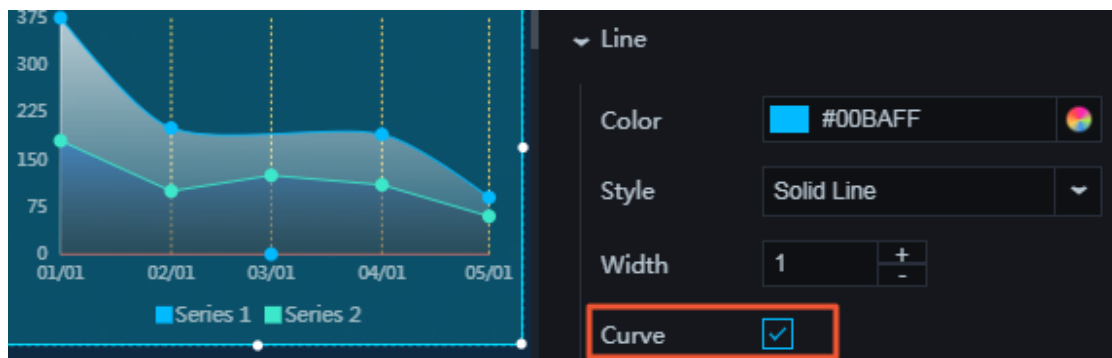 375
300
225
150
75
0
01/01 02/01 03/01 04/01 05/01
Series 1 Series 2
Line
Color #00BAFF
Style Solid Line
Width 1 + -
Curve